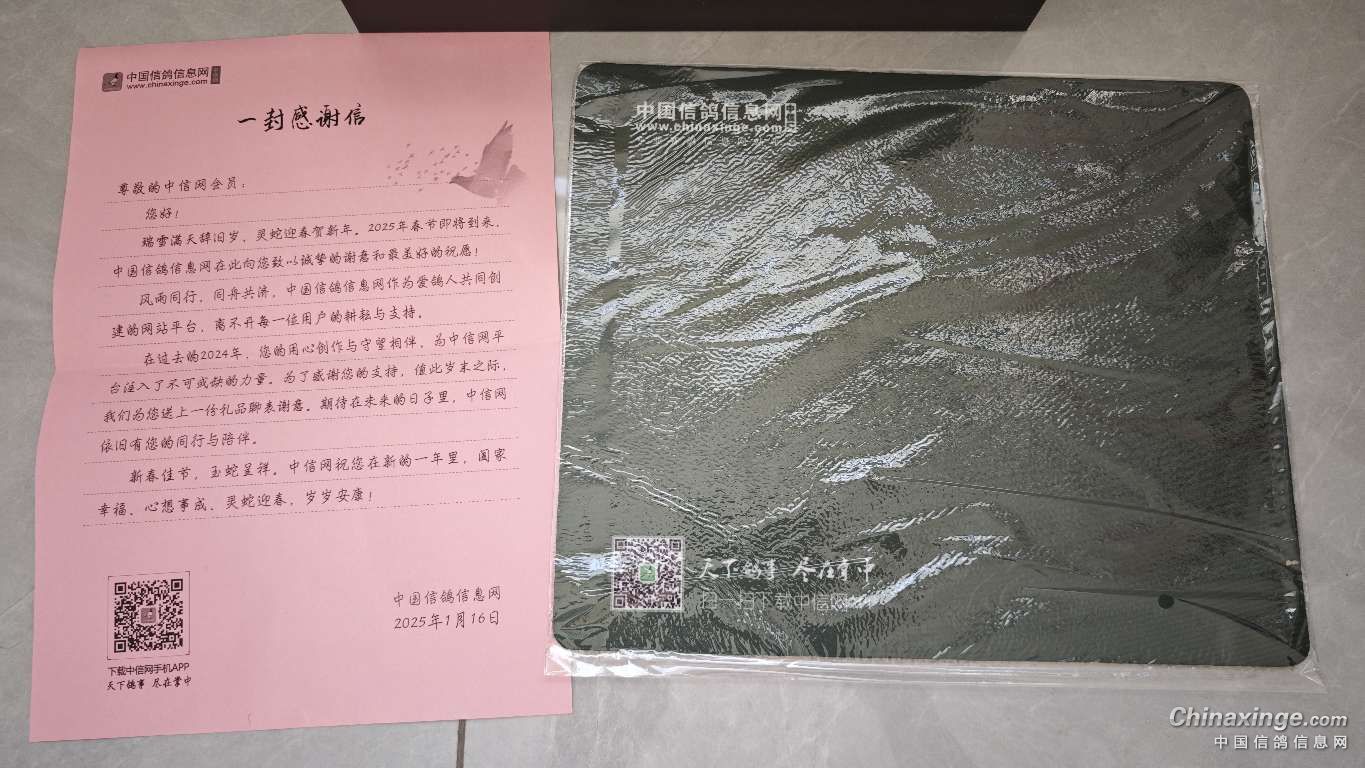 中国信鸽信息网
www.chinaxinge.com
一封感谢信
尊敬的中信网会员：
您好！
瑞雪满天辞旧岁、灵蛇迎春贺新年。2025年春节即将到来，
中国信鸽信息网在此向您致以诚挚的谢意和最美好的祝愿！
风雨同行，同舟共济，中国信鸽信息网作为爱鸽人共同创
建的网站平台，离不开每一位用户的耕耘与支持。
在过去的2024年，您的用心创作与守望相伴，为中信网平
台注入了不可或缺的力量。为了感谢您的支持，值此岁末之际，
我们为您送上一份礼品聊表谢意。期待在未来的日子里，中信网
依旧有您的同行与陪伴。
新春佳节，玉蛇呈祥。中信网祝您在新的一年里，阖家
幸福、心想事成、灵蛇迎春，岁岁安康！
中国信鸽信息网
2025年1月16日
下载中信网手机APP
天下鸽事 尽在掌中
中国信鸽信息网
www.chinaxinge.com
天下鸽事 尽在掌中
扫一扫下载中信网
Chinaxinge.com
中国信鸽信息网